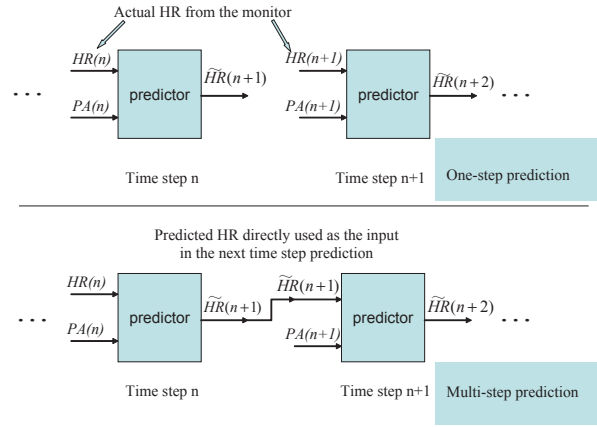 Actual HR from the monitor
HR(n)
PA(n)
predictor
H͂R(n+1)
HR(n+1)
PA(n+1)
predictor
H͂R(n+2)
. . .
. . .
Time step n
Time step n+1
One-step prediction
Predicted HR directly used as the input
in the next time step prediction
HR(n)
PA(n)
predictor
H͂R(n+1)
H͂R(n+1)
PA(n+1)
predictor
H͂R(n+2)
. . .
. . .
Time step n
Time step n+1
Multi-step prediction